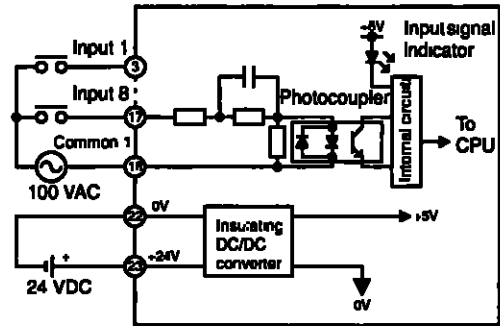 Input 1
3
Input 8
17
Common 1
18
100 VAC
22
0V
23
+24V
24 VDC
+
Photocoupler
+5V
Input signal
Indicator
Internal circuit
To
CPU
Insulating
DC/DC
converter
+5V
0V